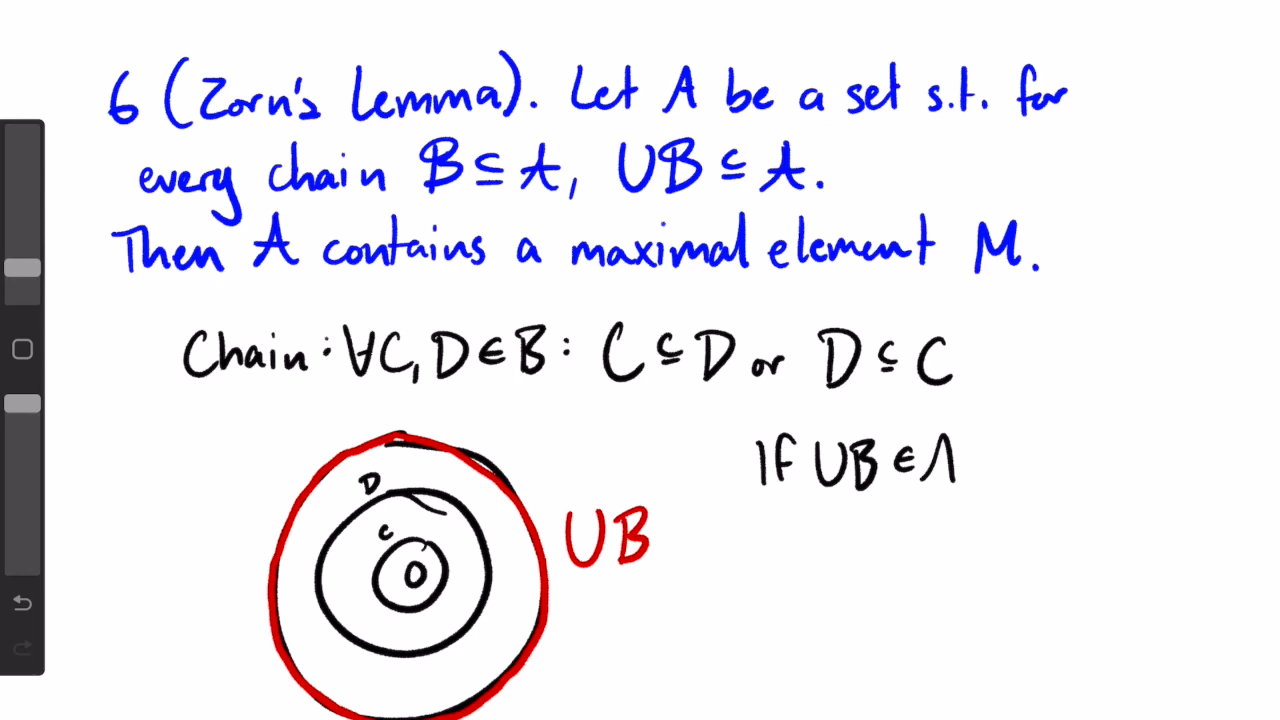 6 (Zorn's Lemma). Let A be a set s.t. for
every chain B ⊆ A, ∪B ⊆ A.
Then A contains a maximal element M.
Chain: ∀C, D ∈ B: C ⊆ D or D ⊆ C
If ∪B ∈ Λ
D
C
∪B